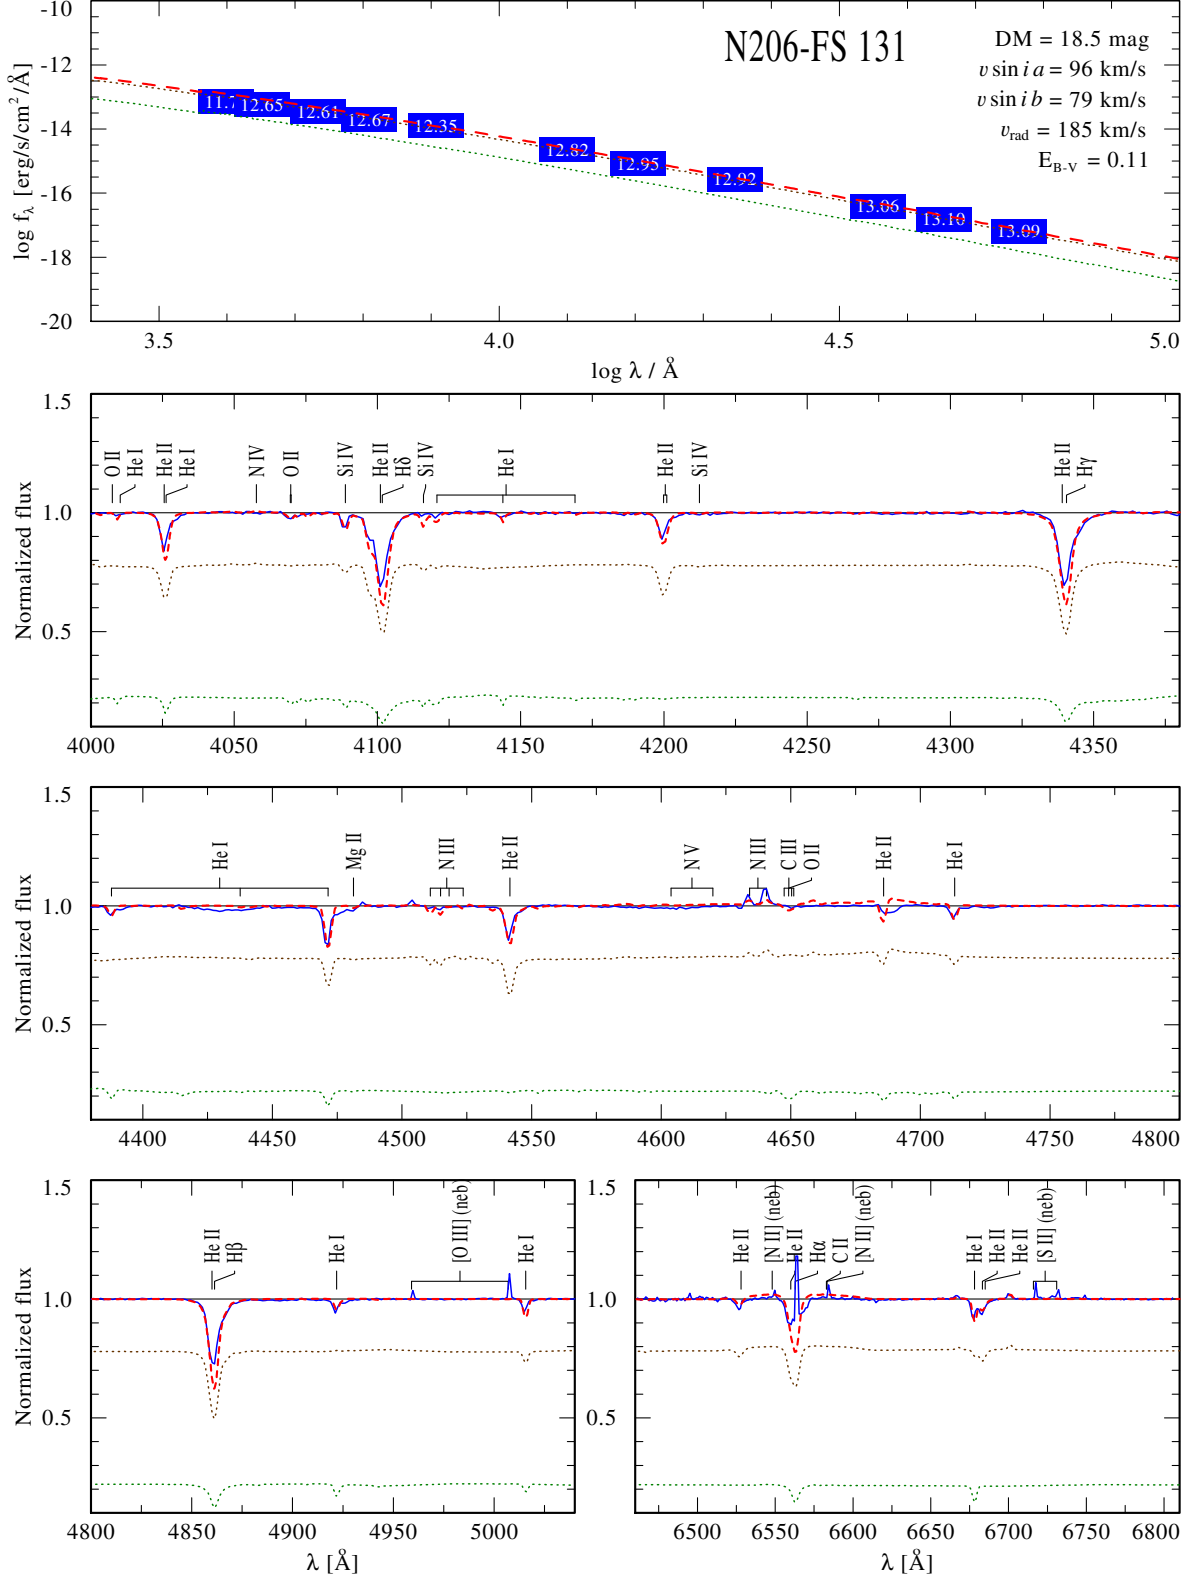 N206-FS 131
DM = 18.5 mag
v sin i a = 96 km/s
v sin i b = 79 km/s
v_rad = 185 km/s
E_B-V = 0.11
-10
-12
-14
-16
-18
-20
log f_λ [erg/s/cm²/Å]
12.65
12.61
12.67
12.35
12.82
12.95
12.92
13.06
13.10
13.09
3.5 4.0 4.5 5.0
log λ / Å
1.5
1.0
0.5
Normalized flux
O II He I He II He I N IV O II Si IV He II Hδ Si IV He I He II Si IV He II Hγ
4000 4050 4100 4150 4200 4250 4300 4350
1.5
1.0
0.5
Normalized flux
He I Mg II N III He II N V N III C III O II He II He I
4400 4450 4500 4550 4600 4650 4700 4750 4800
1.5
1.0
0.5
Normalized flux
He II Hβ He I [O III] (neb) He I
4800 4850 4900 4950 5000
λ [Å]
1.5
1.0
0.5
He II [N II] (neb) He II Hα C II [N II] (neb) He I He II He II [S II] (neb)
6500 6550 6600 6650 6700 6750 6800
λ [Å]